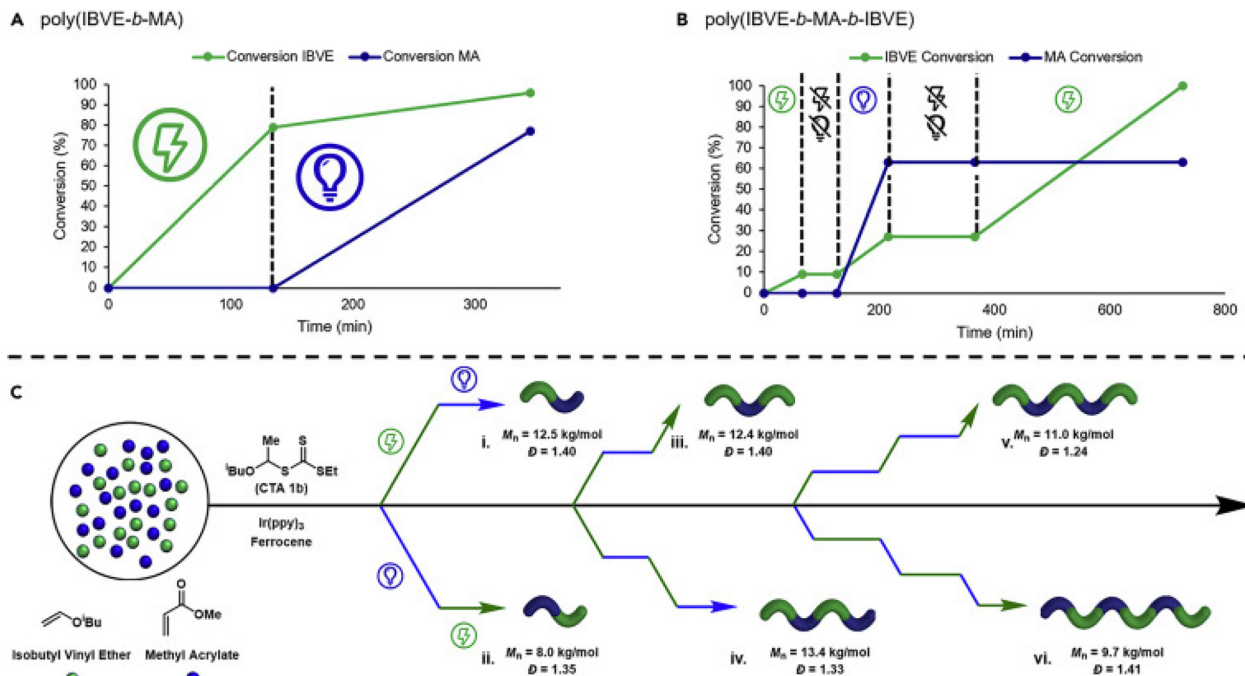 A poly(IBVE-b-MA)
Conversion IBVE Conversion MA
Conversion (%)
100
90
80
70
60
50
40
30
20
10
0
0 100 200 300
Time (min)
B poly(IBVE-b-MA-b-IBVE)
IBVE Conversion MA Conversion
Conversion (%)
100
90
80
70
60
50
40
30
20
10
0
0 200 400 600 800
Time (min)
C
Me S
iBuO S SEt
(CTA 1b)
Ir(ppy)3
Ferrocene
i. Mn = 12.5 kg/mol
Đ = 1.40
iii. Mn = 12.4 kg/mol
Đ = 1.40
v. Mn = 11.0 kg/mol
Đ = 1.24
OiBu
O
OMe
Isobutyl Vinyl Ether Methyl Acrylate
ii. Mn = 8.0 kg/mol
Đ = 1.35
iv. Mn = 13.4 kg/mol
Đ = 1.33
vi. Mn = 9.7 kg/mol
Đ = 1.41